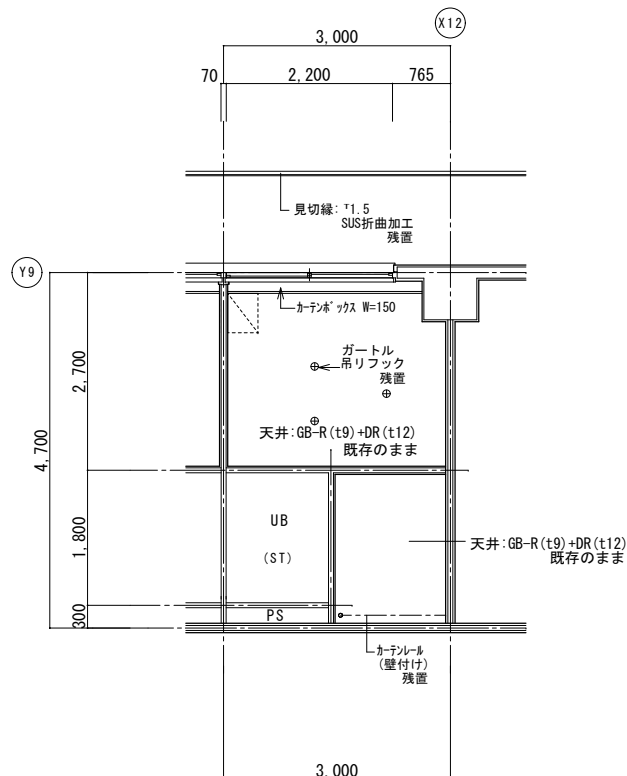 X12
3,000
70
2,200
765
見切縁: T1.5
SUS折曲加工
残置
Y9
カーテンボックス W=150
ガートル
吊リフック
残置
2,700
4,700
天井:GB-R(t9)+DR(t12)
既存のまま
UB
(ST)
1,800
天井:GB-R(t9)+DR(t12)
既存のまま
300
PS
カーテンレール
(壁付け)
残置
3,000